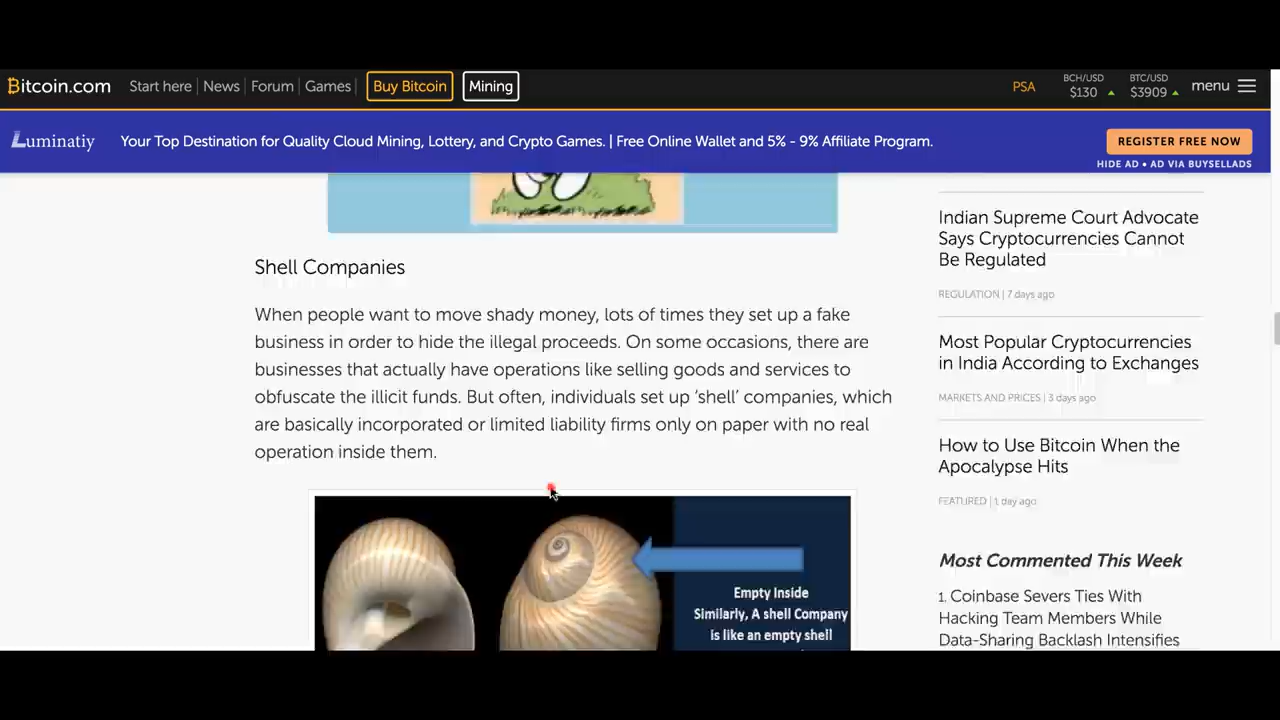 Bitcoin.com
Start here
News
Forum
Games
Buy Bitcoin
Mining
PSA
BCH/USD
$130
BTC/USD
$3909
menu
Luminatiy
Your Top Destination for Quality Cloud Mining, Lottery, and Crypto Games. | Free Online Wallet and 5% - 9% Affiliate Program.
REGISTER FREE NOW
HIDE AD • AD VIA BUYSELLADS
Shell Companies
When people want to move shady money, lots of times they set up a fake
business in order to hide the illegal proceeds. On some occasions, there are
businesses that actually have operations like selling goods and services to
obfuscate the illicit funds. But often, individuals set up ‘shell’ companies, which
are basically incorporated or limited liability firms only on paper with no real
operation inside them.
Empty Inside
Similarly, A shell Company
is like an empty shell
Indian Supreme Court Advocate
Says Cryptocurrencies Cannot
Be Regulated
REGULATION | 7 days ago
Most Popular Cryptocurrencies
in India According to Exchanges
MARKETS AND PRICES | 3 days ago
How to Use Bitcoin When the
Apocalypse Hits
FEATURED | 1 day ago
Most Commented This Week
1. Coinbase Severs Ties With
Hacking Team Members While
Data-Sharing Backlash Intensifies